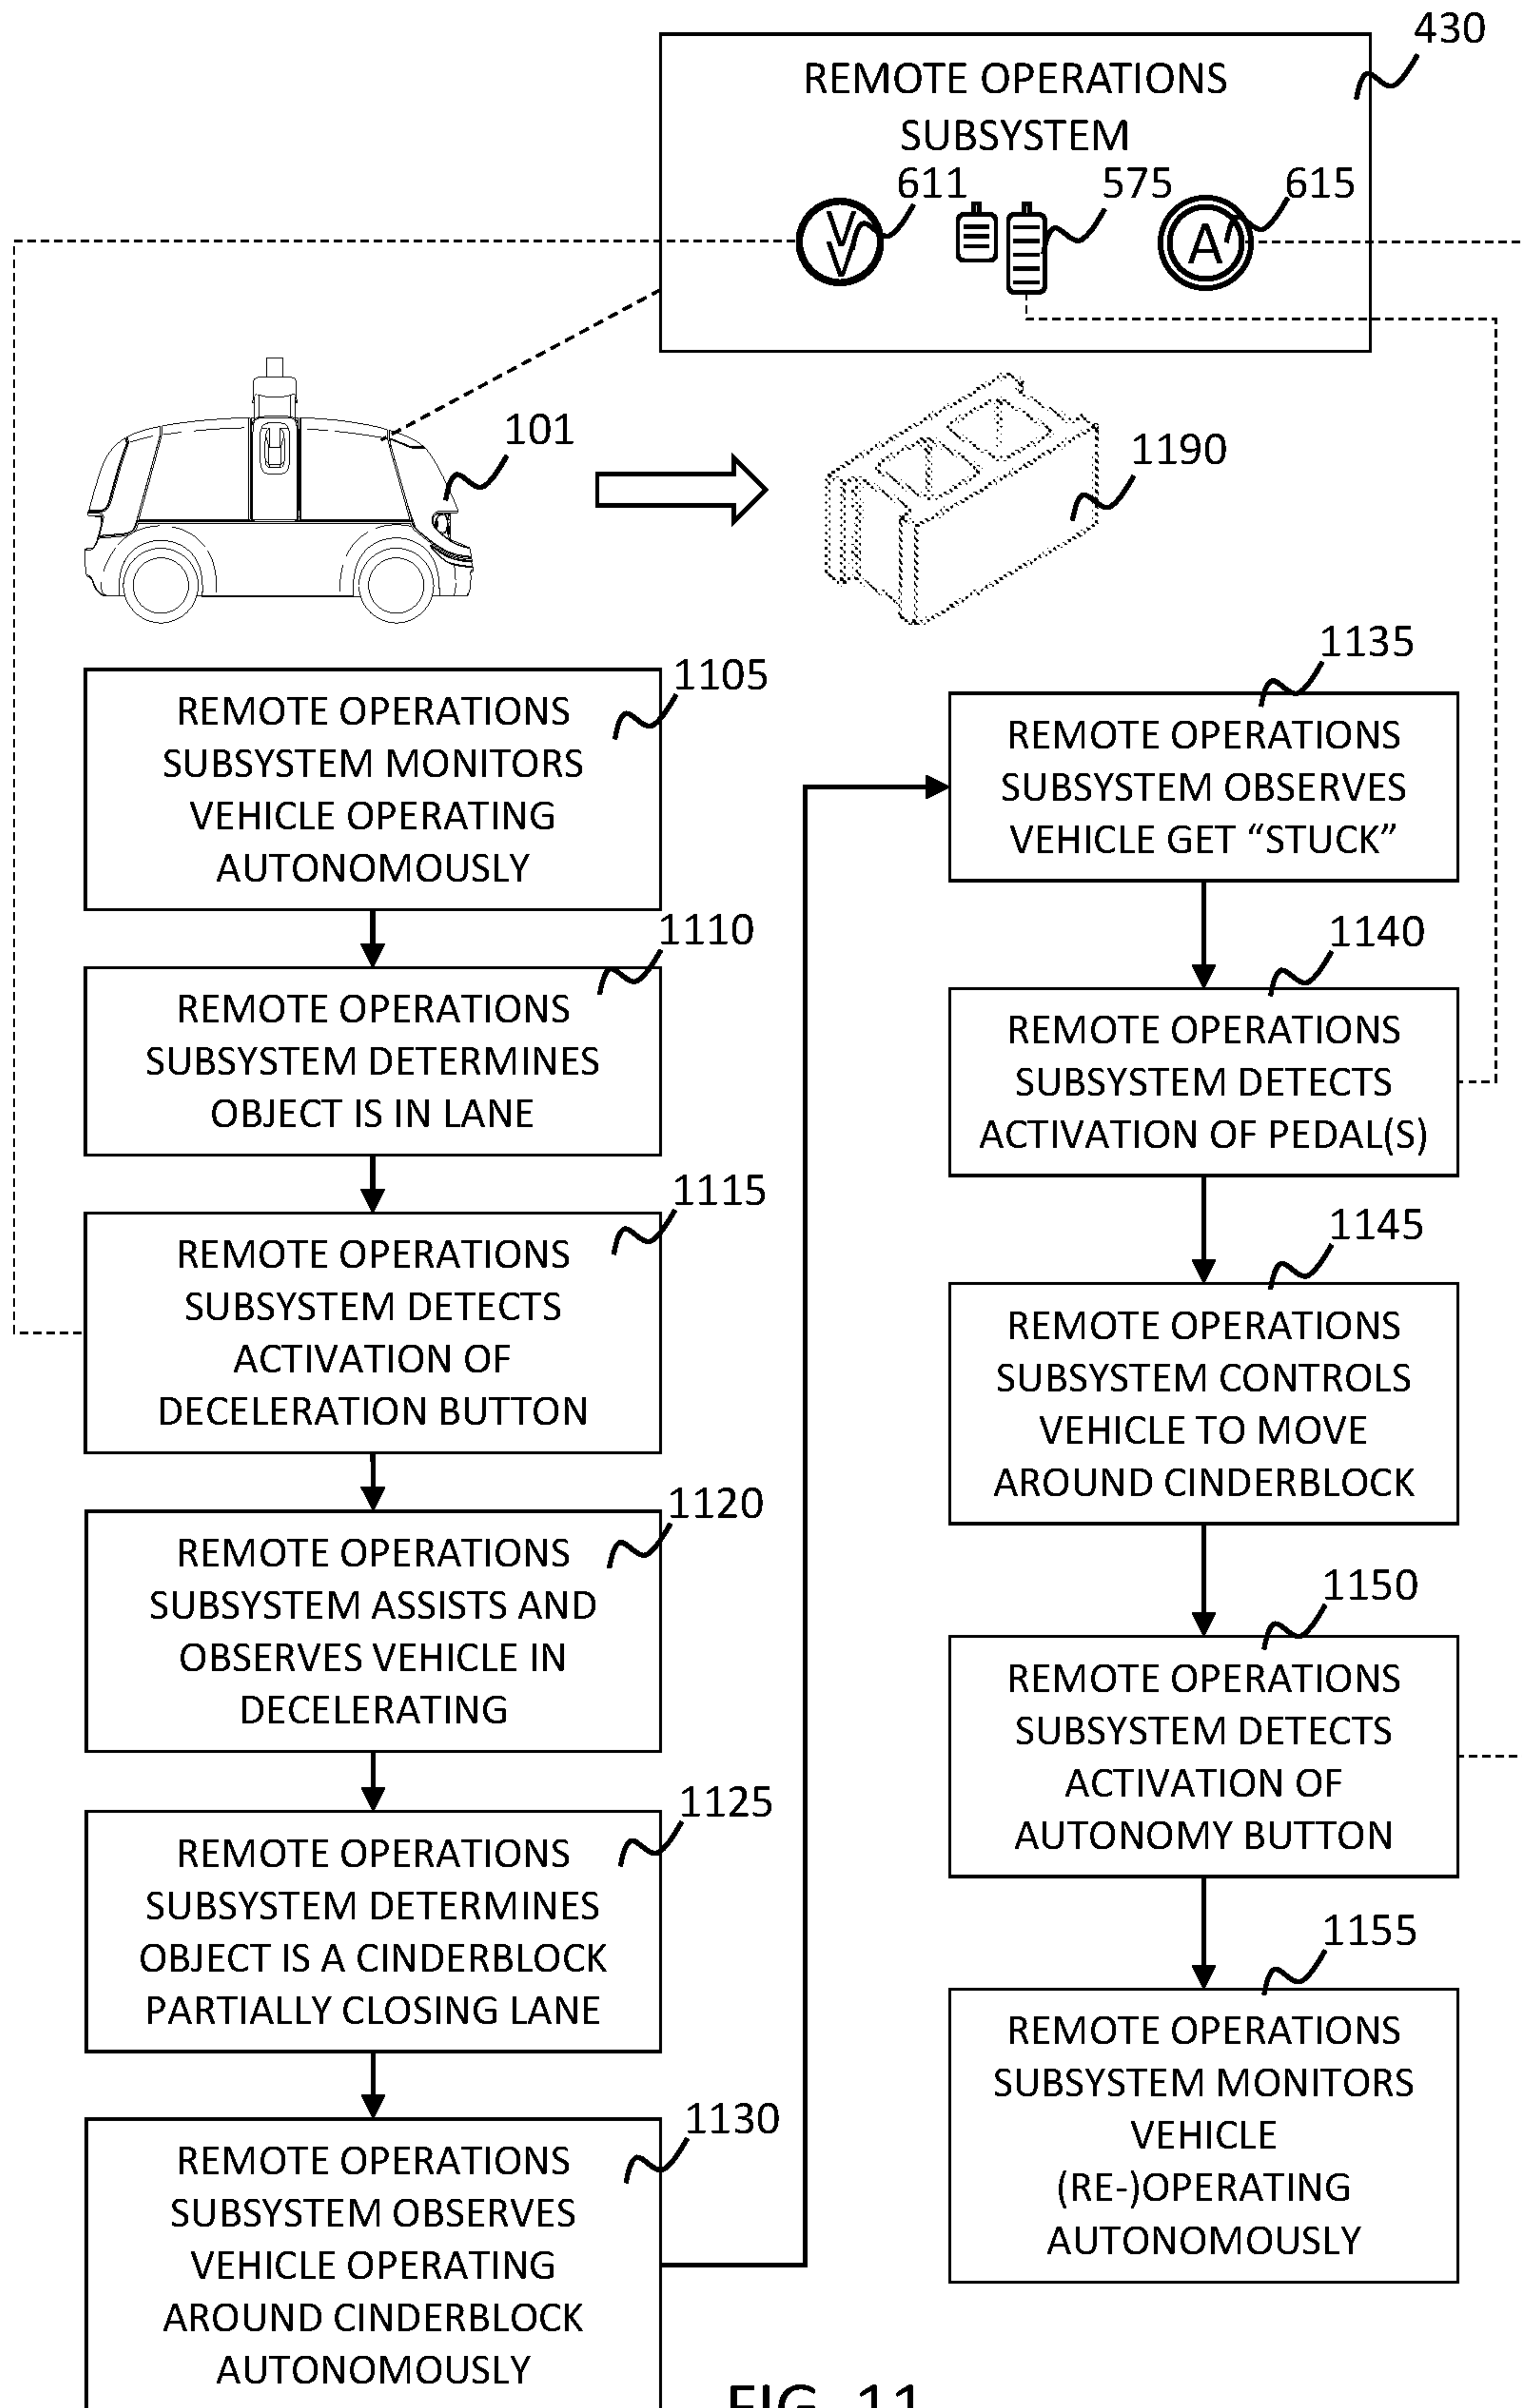 430
REMOTE OPERATIONS
SUBSYSTEM
611
575
615
V
V
A
101
1190
1105
REMOTE OPERATIONS
SUBSYSTEM MONITORS
VEHICLE OPERATING
AUTONOMOUSLY
1110
REMOTE OPERATIONS
SUBSYSTEM DETERMINES
OBJECT IS IN LANE
1115
REMOTE OPERATIONS
SUBSYSTEM DETECTS
ACTIVATION OF
DECELERATION BUTTON
1120
REMOTE OPERATIONS
SUBSYSTEM ASSISTS AND
OBSERVES VEHICLE IN
DECELERATING
1125
REMOTE OPERATIONS
SUBSYSTEM DETERMINES
OBJECT IS A CINDERBLOCK
PARTIALLY CLOSING LANE
1130
REMOTE OPERATIONS
SUBSYSTEM OBSERVES
VEHICLE OPERATING
AROUND CINDERBLOCK
AUTONOMOUSLY
1135
REMOTE OPERATIONS
SUBSYSTEM OBSERVES
VEHICLE GET “STUCK”
1140
REMOTE OPERATIONS
SUBSYSTEM DETECTS
ACTIVATION OF PEDAL(S)
1145
REMOTE OPERATIONS
SUBSYSTEM CONTROLS
VEHICLE TO MOVE
AROUND CINDERBLOCK
1150
REMOTE OPERATIONS
SUBSYSTEM DETECTS
ACTIVATION OF
AUTONOMY BUTTON
1155
REMOTE OPERATIONS
SUBSYSTEM MONITORS
VEHICLE
(RE-)OPERATING
AUTONOMOUSLY
FIG. 11